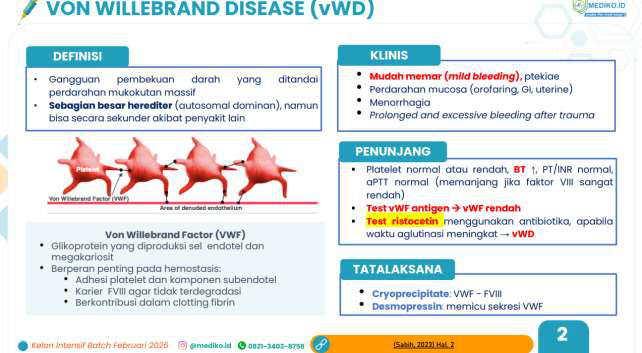 VON WILLEBRAND DISEASE (vWD)
MEDIKO.ID
DEFINISI
• Gangguan pembekuan darah yang ditandai
perdarahan mukokutan massif
• Sebagian besar herediter (autosomal dominan), namun
bisa secara sekunder akibat penyakit lain
Platelet
Von Willebrand Factor (VWF)
Area of denuded endothelium
Von Willebrand Factor (VWF)
• Glikoprotein yang diproduksi sel endotel dan
megakariosit
• Berperan penting pada hemostasis:
• Adhesi platelet dan komponen subendotel
• Karier FVIII agar tidak terdegradasi
• Berkontribusi dalam clotting fibrin
KLINIS
• Mudah memar (mild bleeding), ptekiae
• Perdarahan mucosa (orofaring, GI, uterine)
• Menorrhagia
• Prolonged and excessive bleeding after trauma
PENUNJANG
• Platelet normal atau rendah, BT ↑, PT/INR normal,
aPTT normal (memanjang jika faktor VIII sangat
rendah)
• Test vWF antigen → vWF rendah
• Test ristocetin menggunakan antibiotika, apabila
waktu aglutinasi meningkat → vWD
TATALAKSANA
• Cryoprecipitate: VWF - FVIII
• Desmopressin: memicu sekresi VWF
Kelan Intensif Batch Februari 2026 @mediko.id 0821-3403-8758
(Sabih, 2023) Hal. 2
2